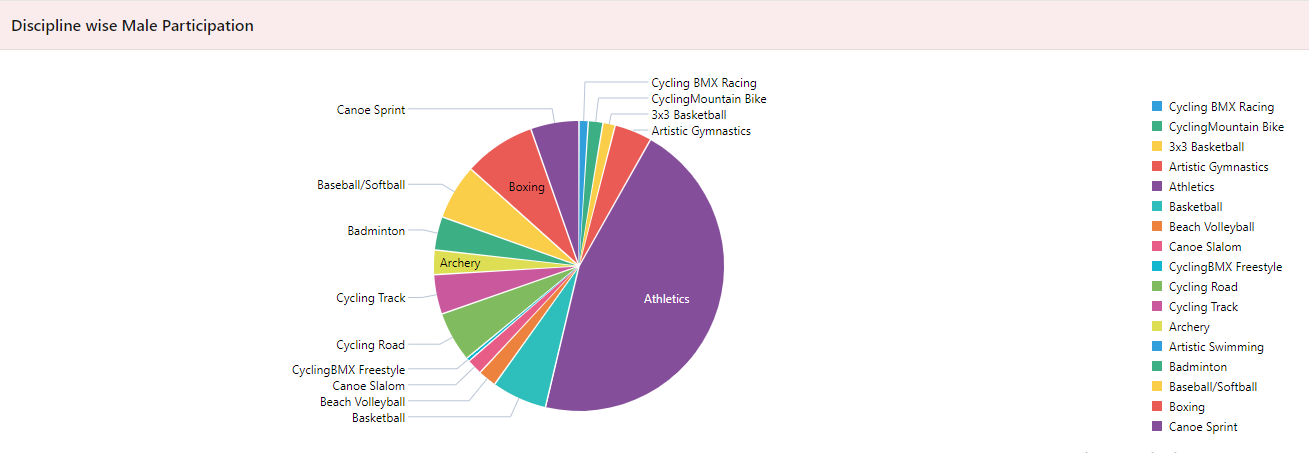 Discipline wise Male Participation
Cycling BMX Racing
CyclingMountain Bike
3x3 Basketball
Artistic Gymnastics
Canoe Sprint
Baseball/Softball
Boxing
Badminton
Archery
Cycling Track
Athletics
Cycling Road
CyclingBMX Freestyle
Canoe Slalom
Beach Volleyball
Basketball
Cycling BMX Racing
CyclingMountain Bike
3x3 Basketball
Artistic Gymnastics
Athletics
Basketball
Beach Volleyball
Canoe Slalom
CyclingBMX Freestyle
Cycling Road
Cycling Track
Archery
Artistic Swimming
Badminton
Baseball/Softball
Boxing
Canoe Sprint